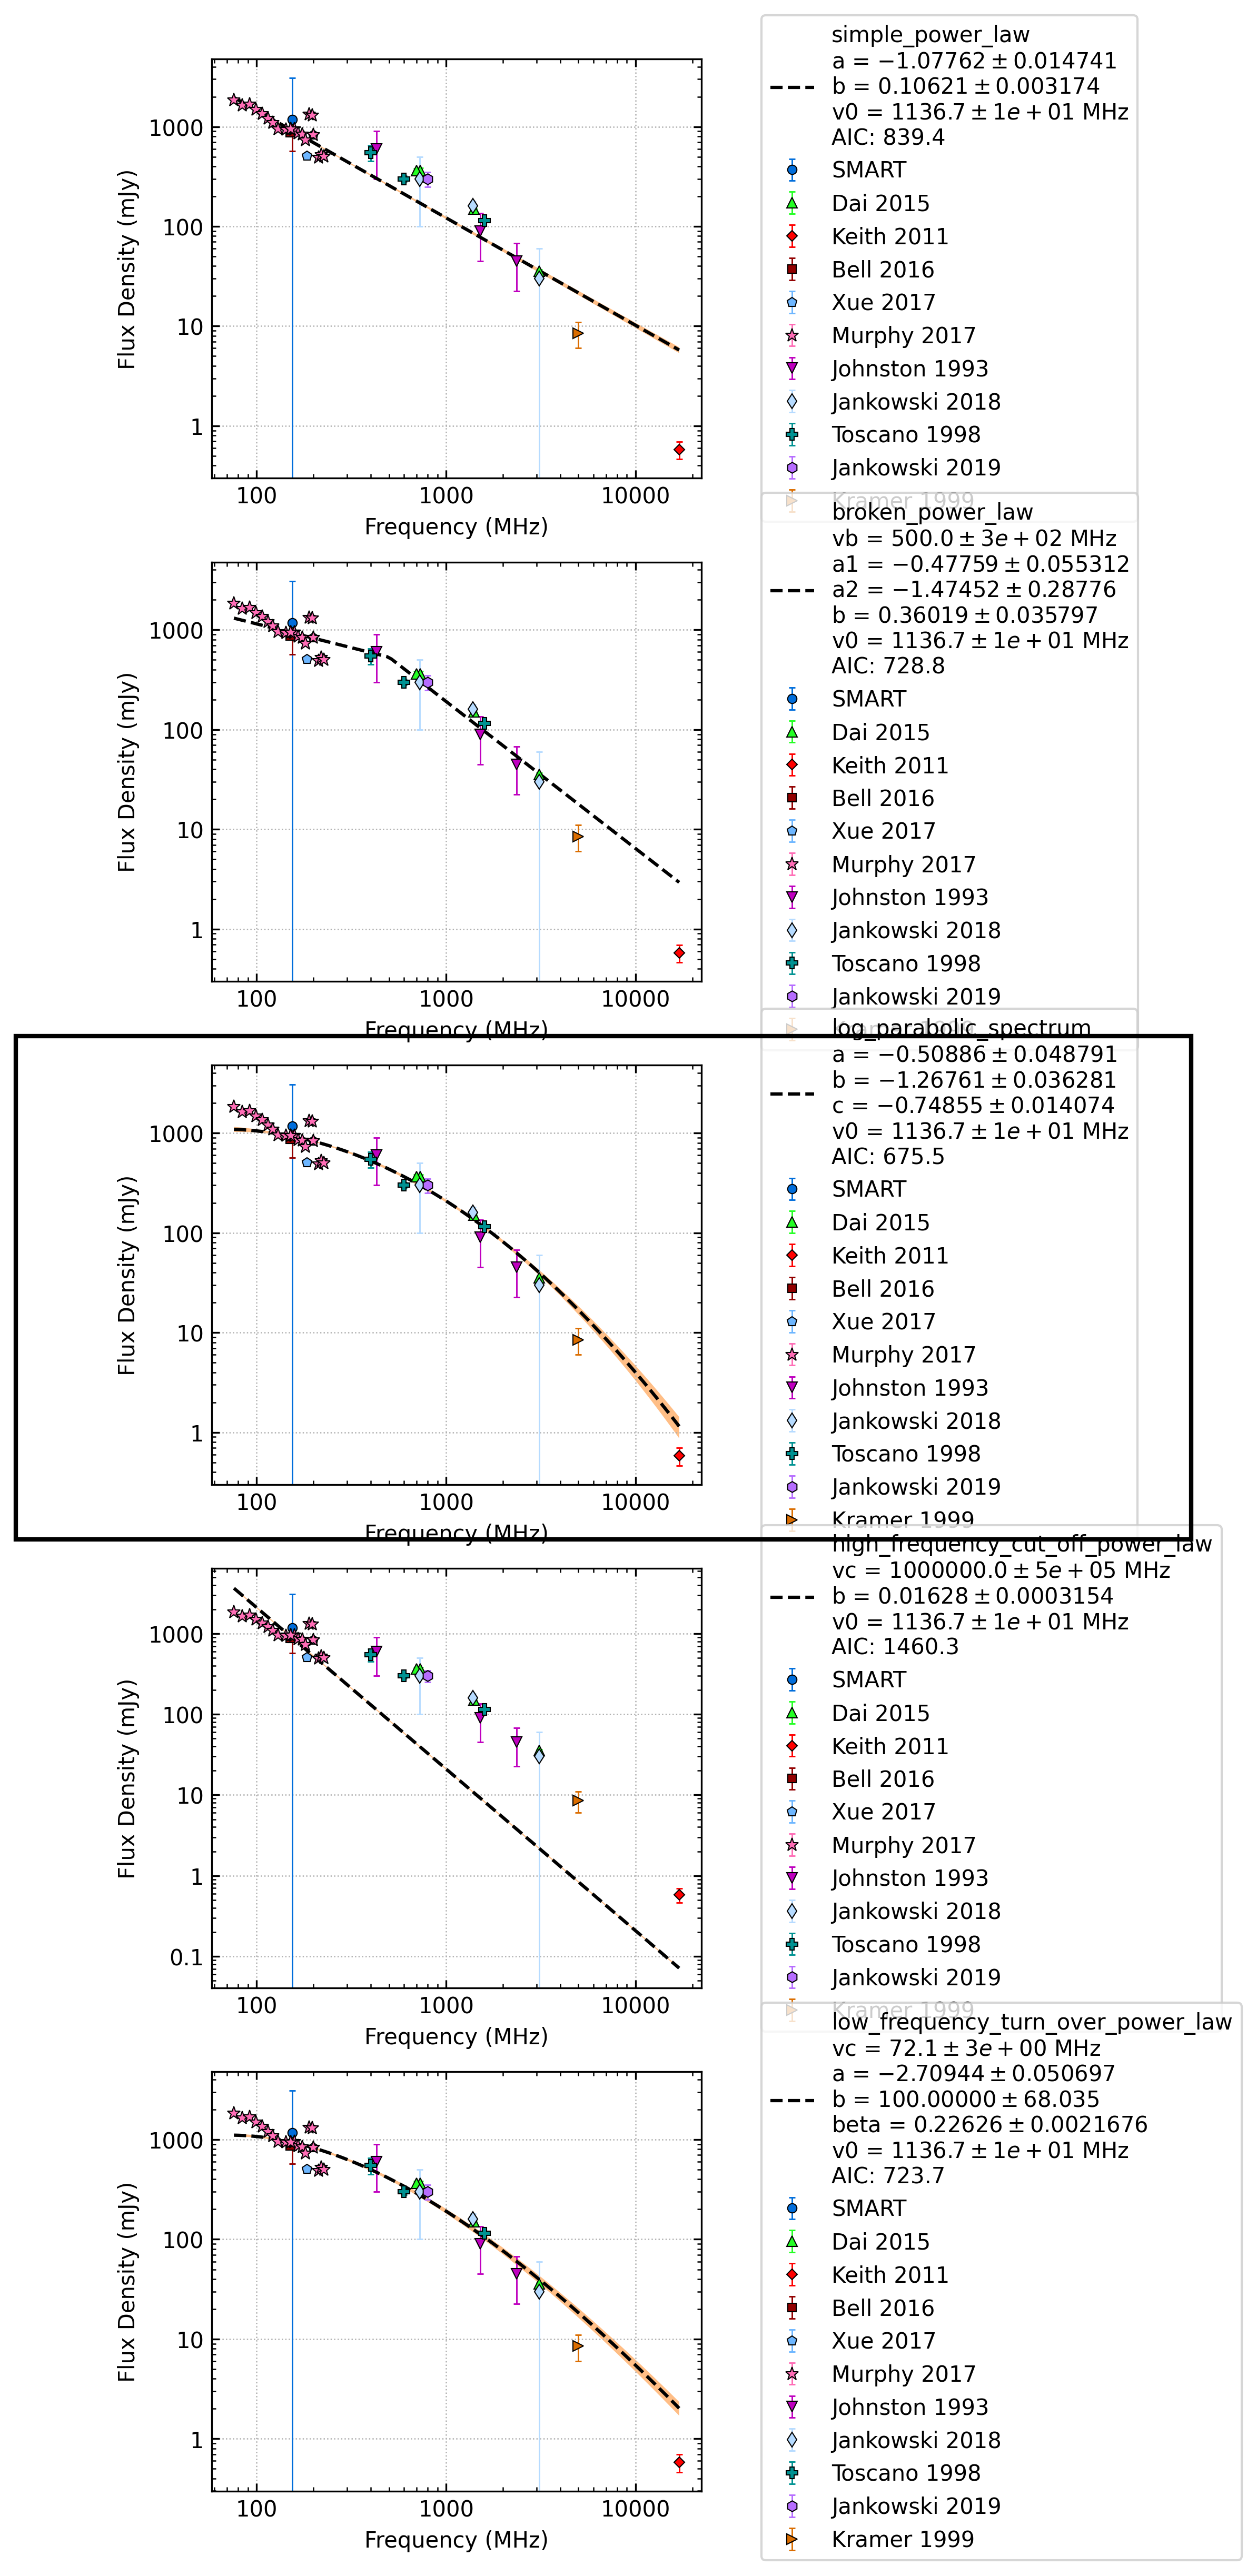 simple_power_law
a = −1.07762 ± 0.014741
b = 0.10621 ± 0.003174
v0 = 1136.7 ± 1e + 01 MHz
AIC: 839.4
SMART
Dai 2015
Keith 2011
Bell 2016
Xue 2017
Murphy 2017
Johnston 1993
Jankowski 2018
Toscano 1998
Jankowski 2019
Kramer 1999
Flux Density (mJy)
1000
100
10
1
100 1000 10000
Frequency (MHz)
broken_power_law
vb = 500.0 ± 3e + 02 MHz
a1 = −0.47759 ± 0.055312
a2 = −1.47452 ± 0.28776
b = 0.36019 ± 0.035797
v0 = 1136.7 ± 1e + 01 MHz
AIC: 728.8
SMART
Dai 2015
Keith 2011
Bell 2016
Xue 2017
Murphy 2017
Johnston 1993
Jankowski 2018
Toscano 1998
Jankowski 2019
Kramer 1999
Flux Density (mJy)
1000
100
10
1
100 1000 10000
Frequency (MHz)
log_parabolic_spectrum
a = −0.50886 ± 0.048791
b = −1.26761 ± 0.036281
c = −0.74855 ± 0.014074
v0 = 1136.7 ± 1e + 01 MHz
AIC: 675.5
SMART
Dai 2015
Keith 2011
Bell 2016
Xue 2017
Murphy 2017
Johnston 1993
Jankowski 2018
Toscano 1998
Jankowski 2019
Kramer 1999
Flux Density (mJy)
1000
100
10
1
100 1000 10000
Frequency (MHz)
high_frequency_cut_off_power_law
vc = 1000000.0 ± 5e + 05 MHz
b = 0.01628 ± 0.0003154
v0 = 1136.7 ± 1e + 01 MHz
AIC: 1460.3
SMART
Dai 2015
Keith 2011
Bell 2016
Xue 2017
Murphy 2017
Johnston 1993
Jankowski 2018
Toscano 1998
Jankowski 2019
Kramer 1999
Flux Density (mJy)
1000
100
10
1
0.1
100 1000 10000
Frequency (MHz)
low_frequency_turn_over_power_law
vc = 72.1 ± 3e + 00 MHz
a = −2.70944 ± 0.050697
b = 100.00000 ± 68.035
beta = 0.22626 ± 0.0021676
v0 = 1136.7 ± 1e + 01 MHz
AIC: 723.7
SMART
Dai 2015
Keith 2011
Bell 2016
Xue 2017
Murphy 2017
Johnston 1993
Jankowski 2018
Toscano 1998
Jankowski 2019
Kramer 1999
Flux Density (mJy)
1000
100
10
1
100 1000 10000
Frequency (MHz)